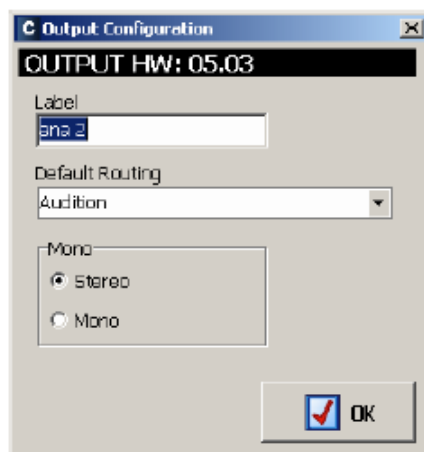 C Output Configuration
OUTPUT HW: 05.03
Label
ana 2
Default Routing
Audition
Mono
Stereo
Mono
OK